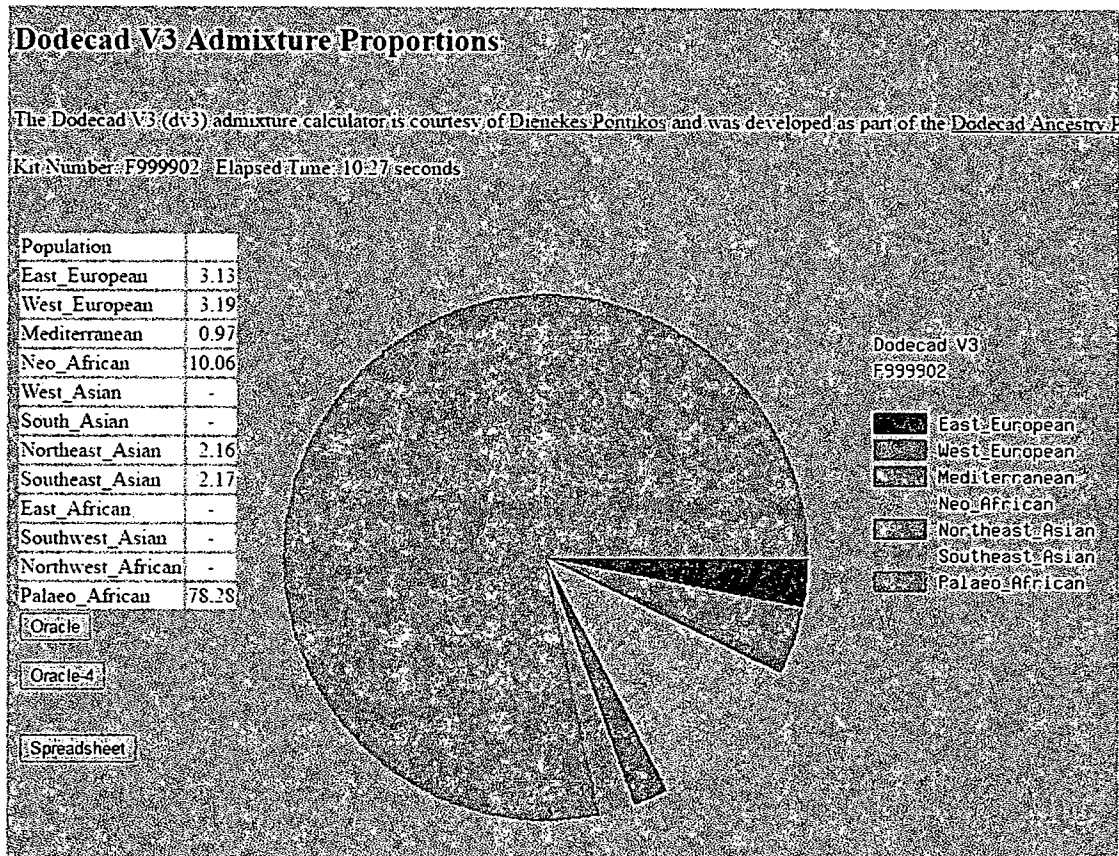 Dodecad V3 Admixture Proportions
The Dodecad V3 (dv3) admixture calculator is courtesy of Dienekes Pontikos and was developed as part of the Dodecad Ancestry
Kit Number: F999902 Elapsed Time: 10.27 seconds
Population
East_European 3.13
West_European 3.19
Mediterranean 0.97
Neo_African 10.06
West_Asian -
South_Asian -
Northeast_Asian 2.16
Southeast_Asian 2.17
East_African -
Southwest_Asian -
Northwest_African -
Palaeo_African 78.28
Oracle
Oracle-4
Spreadsheet
Dodecad V3
F999902
East_European
West_European
Mediterranean
Neo_African
Northeast_Asian
Southeast_Asian
Palaeo_African